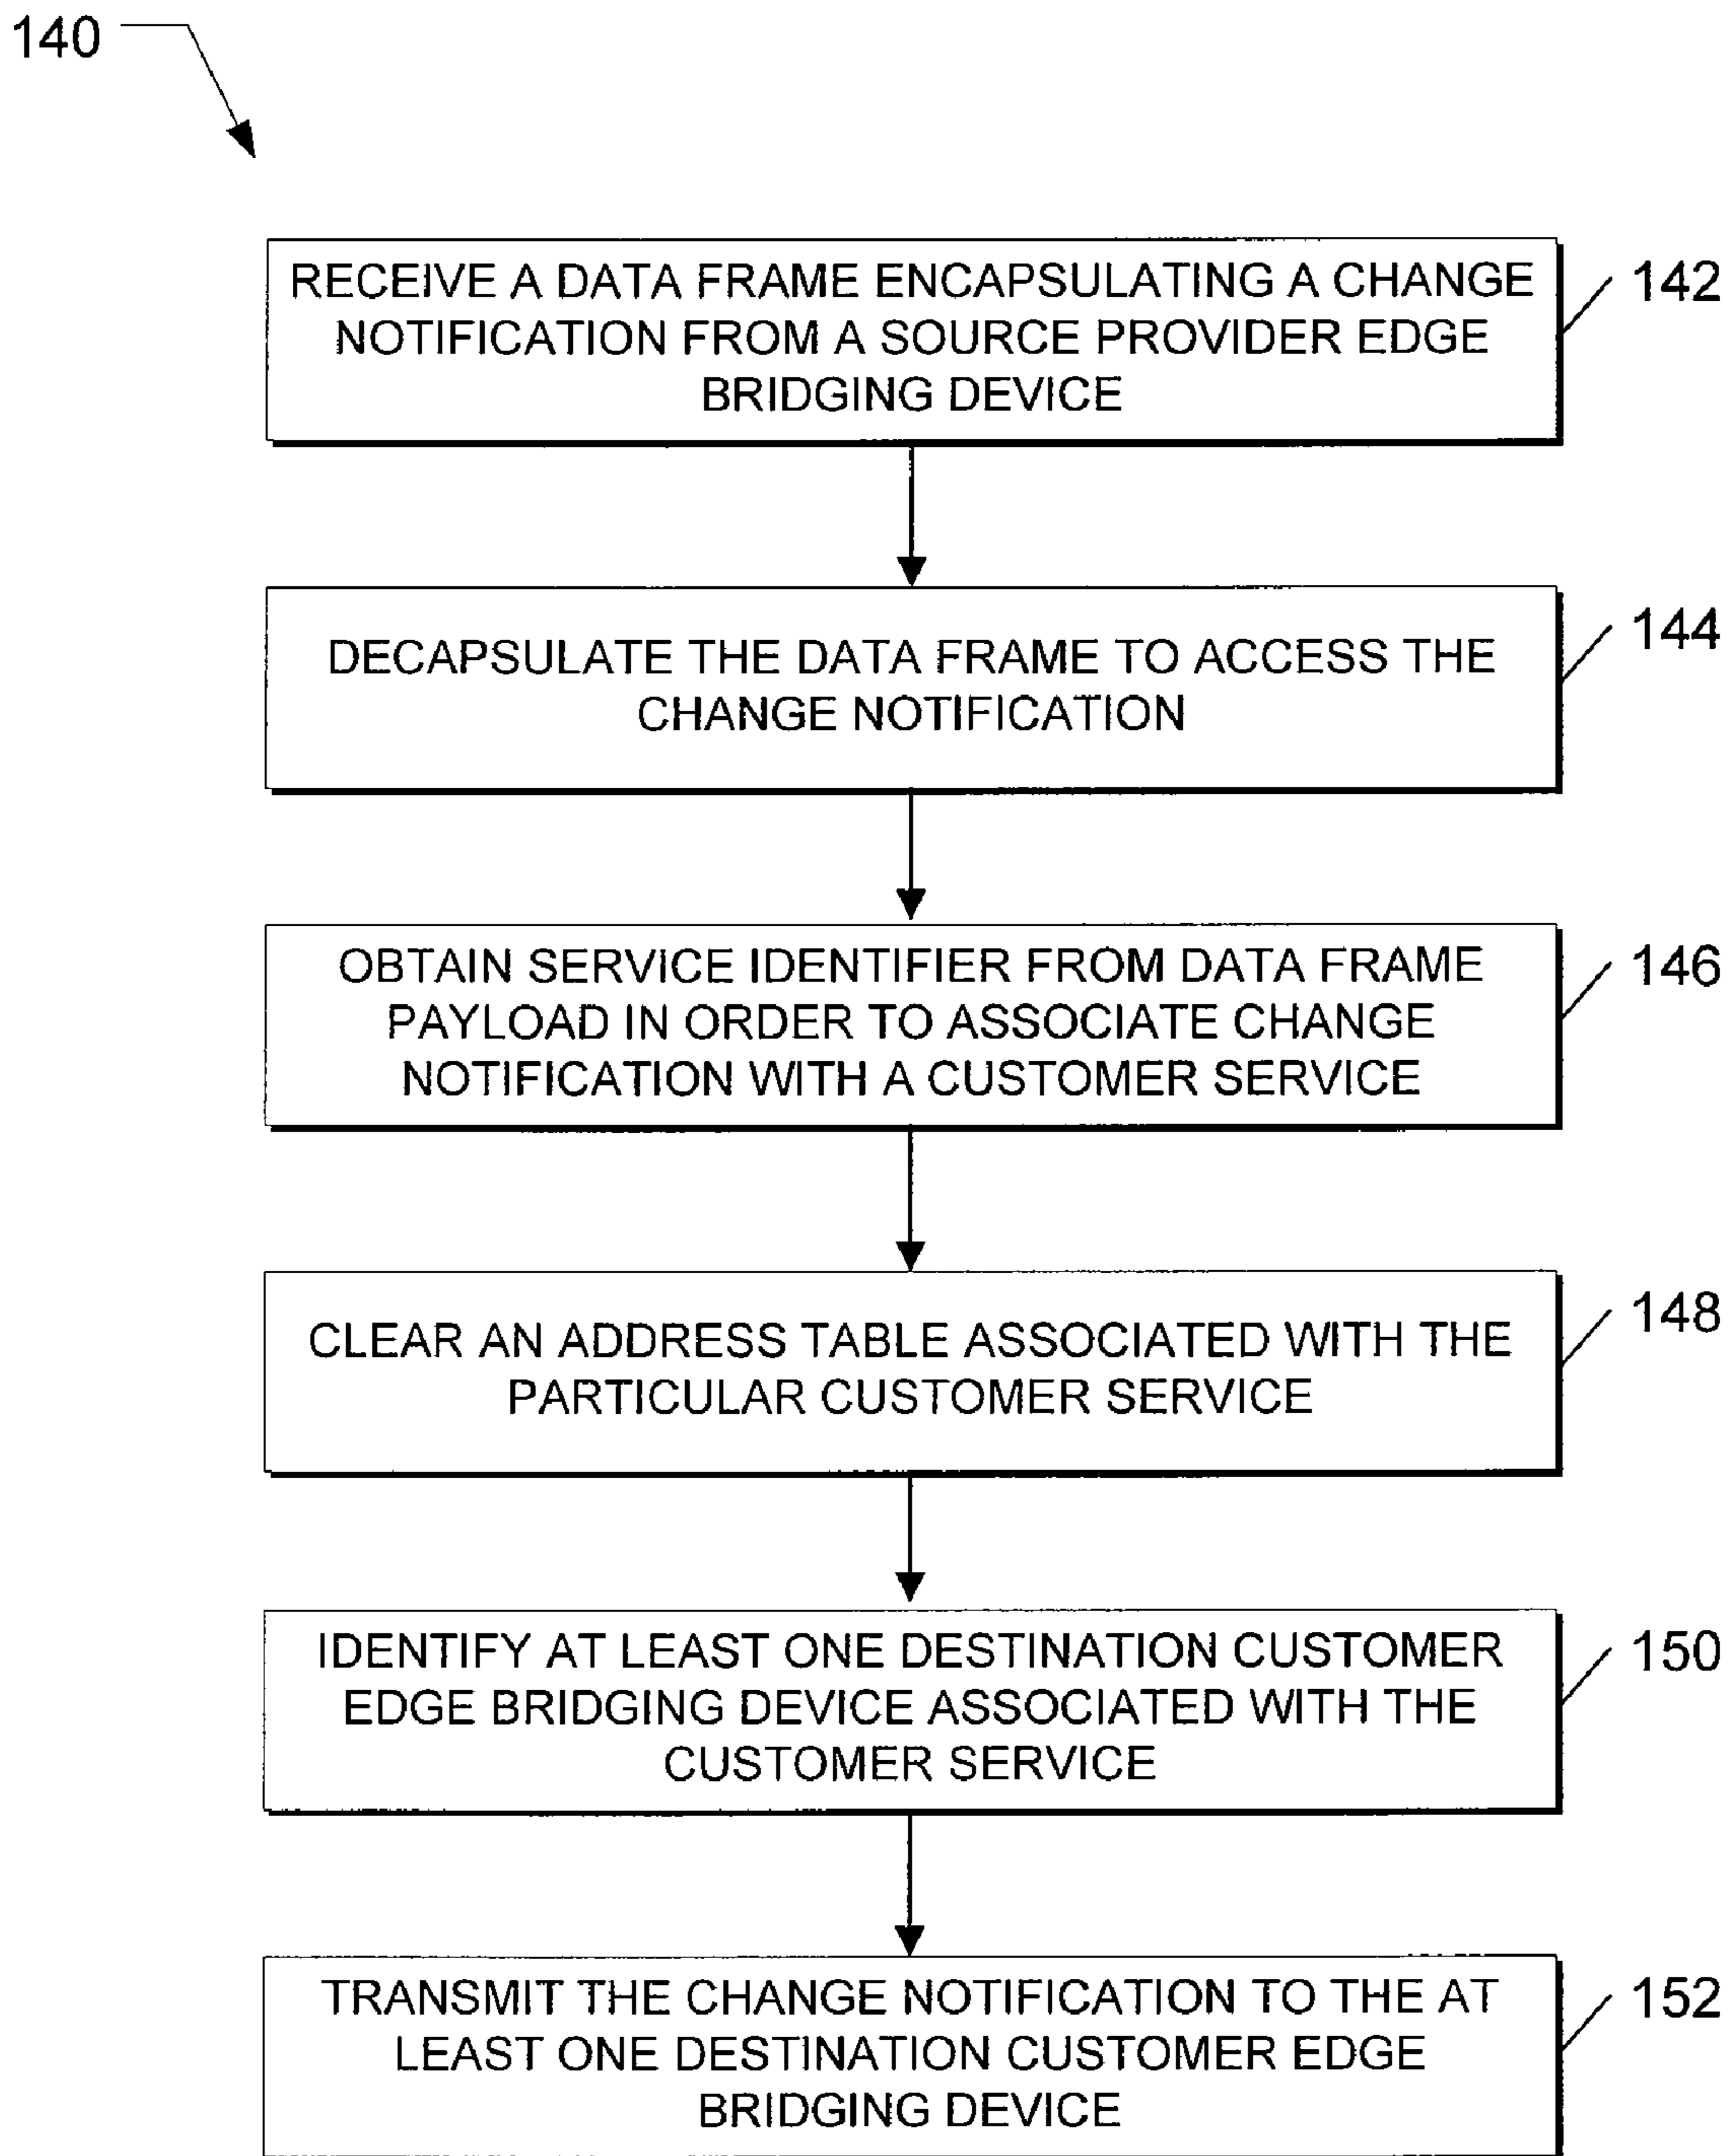 140
RECEIVE A DATA FRAME ENCAPSULATING A CHANGE
NOTIFICATION FROM A SOURCE PROVIDER EDGE
BRIDGING DEVICE
142
DECAPSULATE THE DATA FRAME TO ACCESS THE
CHANGE NOTIFICATION
144
OBTAIN SERVICE IDENTIFIER FROM DATA FRAME
PAYLOAD IN ORDER TO ASSOCIATE CHANGE
NOTIFICATION WITH A CUSTOMER SERVICE
146
CLEAR AN ADDRESS TABLE ASSOCIATED WITH THE
PARTICULAR CUSTOMER SERVICE
148
IDENTIFY AT LEAST ONE DESTINATION CUSTOMER
EDGE BRIDGING DEVICE ASSOCIATED WITH THE
CUSTOMER SERVICE
150
TRANSMIT THE CHANGE NOTIFICATION TO THE AT
LEAST ONE DESTINATION CUSTOMER EDGE
BRIDGING DEVICE
152